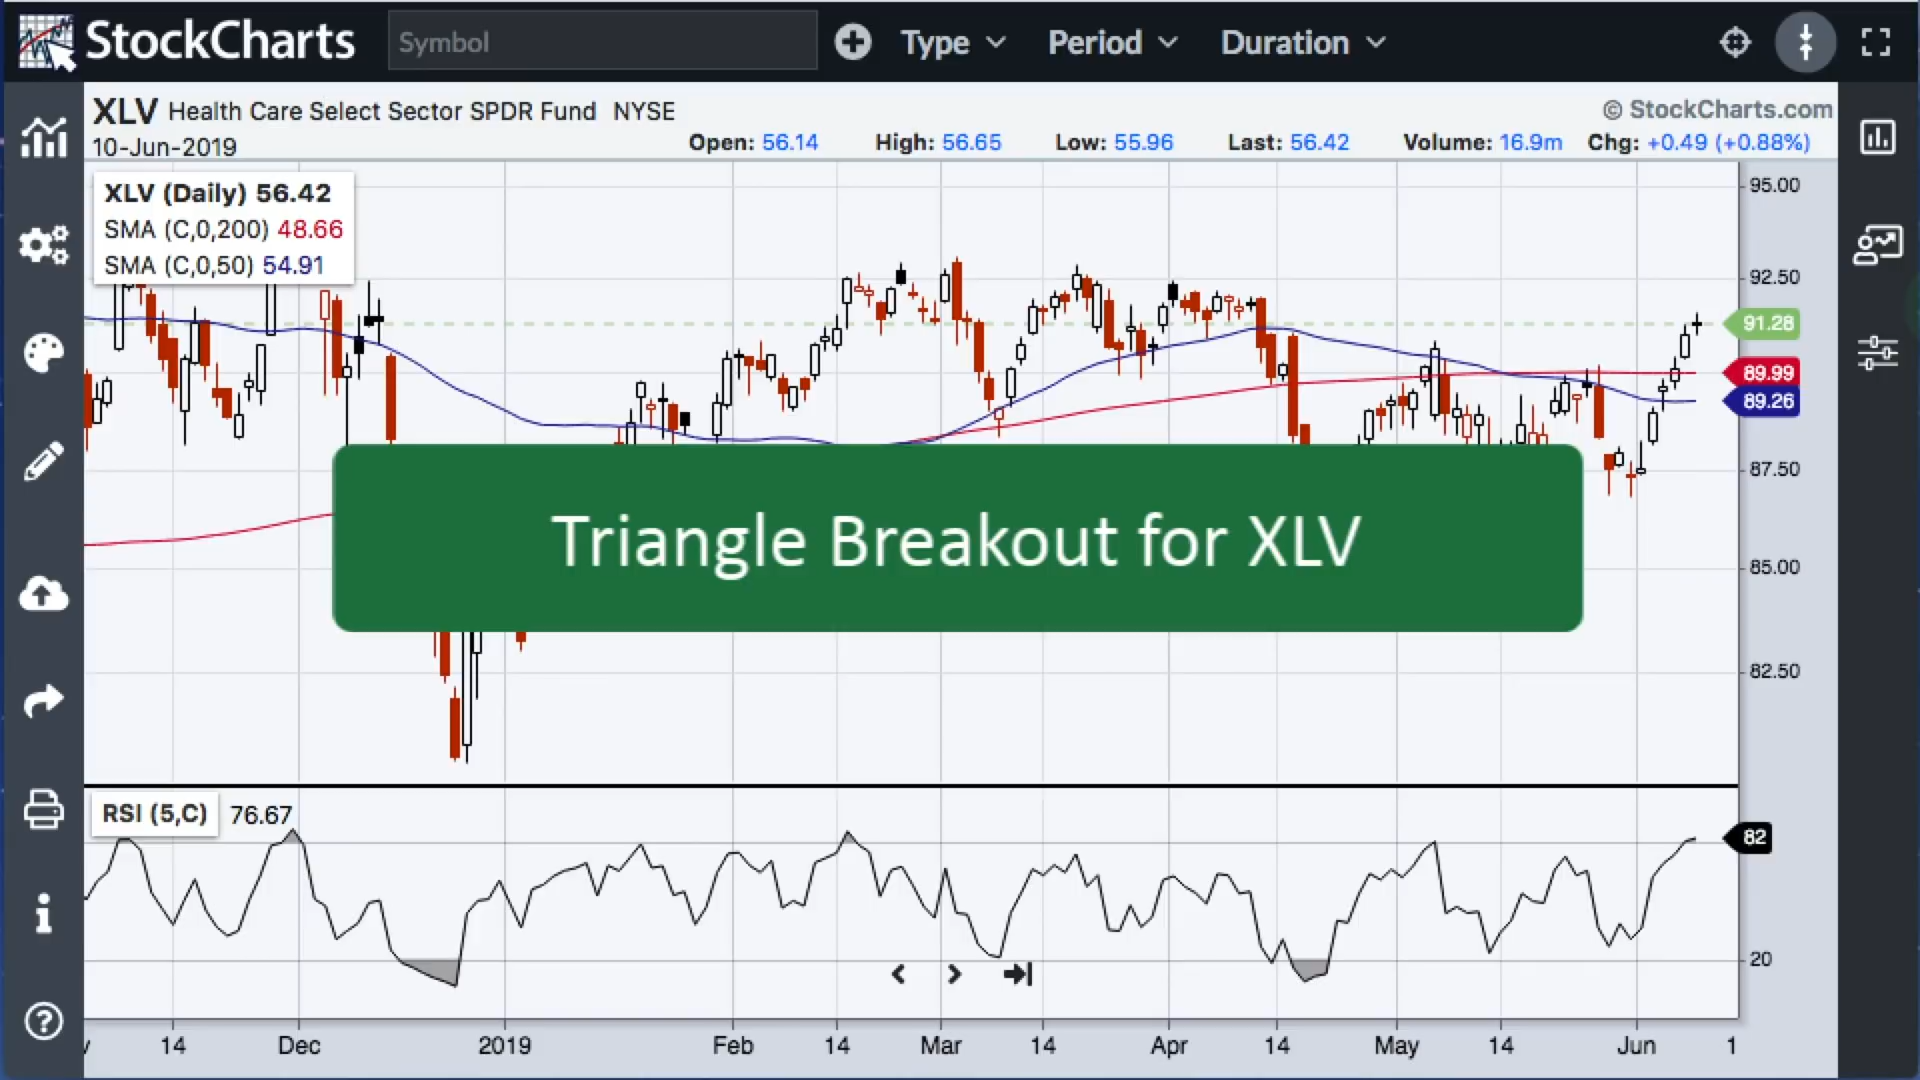 StockCharts
Symbol
Type
Period
Duration
XLV Health Care Select Sector SPDR Fund NYSE
© StockCharts.com
10-Jun-2019
Open: 56.14 High: 56.65 Low: 55.96 Last: 56.42 Volume: 16.9m Chg: +0.49 (+0.88%)
XLV (Daily) 56.42
SMA (C,0,200) 48.66
SMA (C,0,50) 54.91
95.00
92.50
91.28
89.99
89.26
87.50
85.00
82.50
Triangle Breakout for XLV
RSI (5,C) 76.67
82
20
14 Dec 2019 Feb 14 Mar 14 Apr 14 May 14 Jun 1